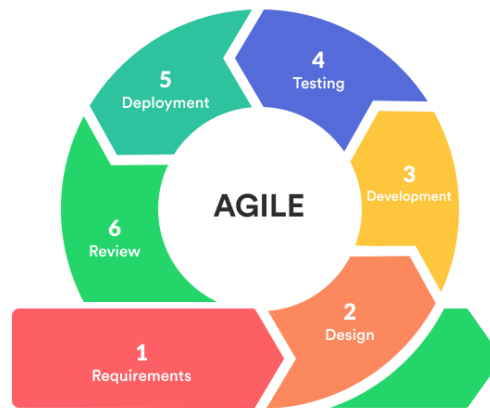 AGILE
1
Requirements
2
Design
3
Development
4
Testing
5
Deployment
6
Review